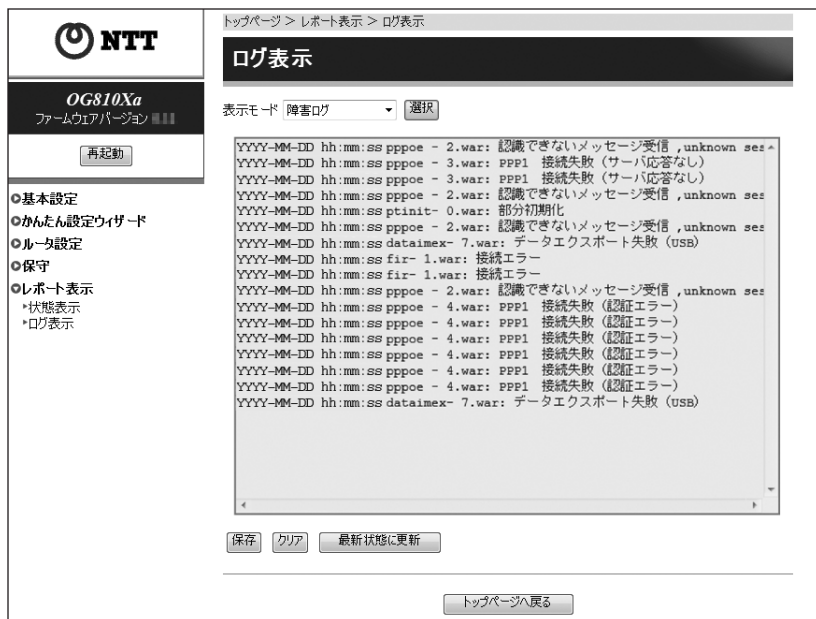 NTT
OG810Xa
ファームウェアバージョン
再起動
基本設定
かんたん設定ウィザード
ルータ設定
保守
レポート表示
状態表示
ログ表示
トップページ > レポート表示 > ログ表示
ログ表示
表示モード 障害ログ 選択
YYYY-MM-DD hh:mm:ss pppoe - 2.war: 認識できないメッセージ受信 ,unknown ses
YYYY-MM-DD hh:mm:ss pppoe - 3.war: PPP1 接続失敗 (サーバ応答なし)
YYYY-MM-DD hh:mm:ss pppoe - 3.war: PPP1 接続失敗 (サーバ応答なし)
YYYY-MM-DD hh:mm:ss pppoe - 2.war: 認識できないメッセージ受信 ,unknown ses
YYYY-MM-DD hh:mm:ss ptinit- 0.war: 部分初期化
YYYY-MM-DD hh:mm:ss pppoe - 2.war: 認識できないメッセージ受信 ,unknown ses
YYYY-MM-DD hh:mm:ss dataimex- 7.war: データエクスポート失敗 (USB)
YYYY-MM-DD hh:mm:ss fir- 1.war: 接続エラー
YYYY-MM-DD hh:mm:ss fir- 1.war: 接続エラー
YYYY-MM-DD hh:mm:ss pppoe - 2.war: 認識できないメッセージ受信 ,unknown ses
YYYY-MM-DD hh:mm:ss pppoe - 4.war: PPP1 接続失敗 (認証エラー)
YYYY-MM-DD hh:mm:ss pppoe - 4.war: PPP1 接続失敗 (認証エラー)
YYYY-MM-DD hh:mm:ss pppoe - 4.war: PPP1 接続失敗 (認証エラー)
YYYY-MM-DD hh:mm:ss pppoe - 4.war: PPP1 接続失敗 (認証エラー)
YYYY-MM-DD hh:mm:ss pppoe - 4.war: PPP1 接続失敗 (認証エラー)
YYYY-MM-DD hh:mm:ss pppoe - 4.war: PPP1 接続失敗 (認証エラー)
YYYY-MM-DD hh:mm:ss dataimex- 7.war: データエクスポート失敗 (USB)
保存 クリア 最新状態に更新
トップページへ戻る